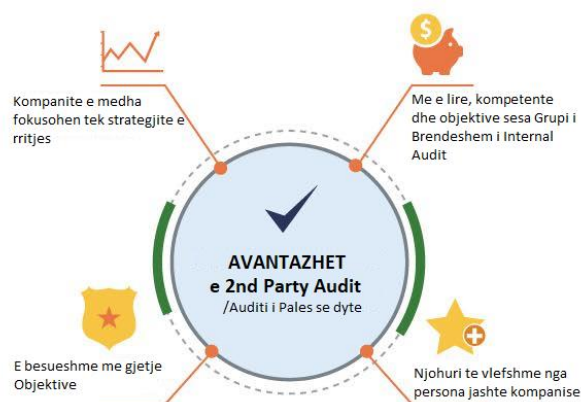 Kompanite e medha
fokusohen tek strategjite e
rritjes
$
Me e lire, kompetente
dhe objektive sesa Grupi i
Brendeshem i Internal
Audit
AVANTAZHET
e 2nd Party Audit
/Auditi i Pales se dyte
E besueshme me gjetje
Objektive
Njohuri te vlefshme nga
persona jashte kompanise